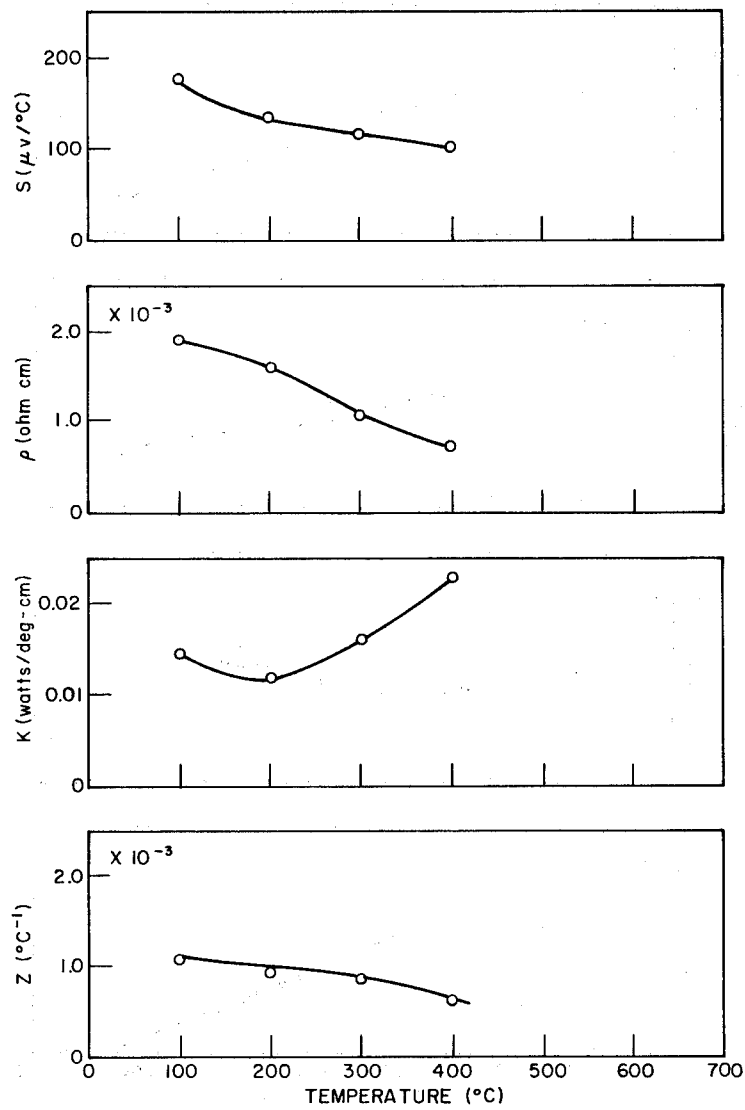 200
100
0
S (μv/°C)
X 10⁻³
2.0
1.0
0
ρ (ohm cm)
0.02
0.01
0
K (watts/deg-cm)
X 10⁻³
2.0
1.0
0
Z (°C⁻¹)
0 100 200 300 400 500 600 700
TEMPERATURE (°C)